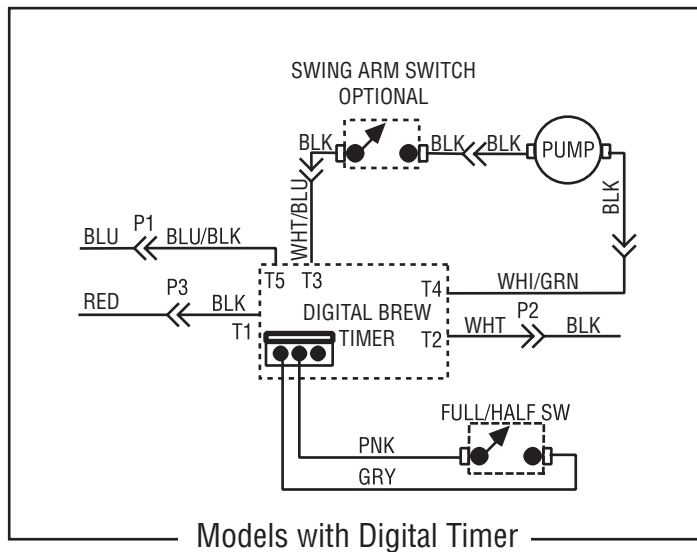 SWING ARM SWITCH
OPTIONAL
BLK
BLK
BLK
PUMP
BLK
WHT/BLU
BLU
P1
BLU/BLK
T5
T3
T4
WHI/GRN
RED
P3
BLK
T1
DIGITAL BREW
TIMER
T2
WHT
P2
BLK
FULL/HALF SW
PNK
GRY
Models with Digital Timer